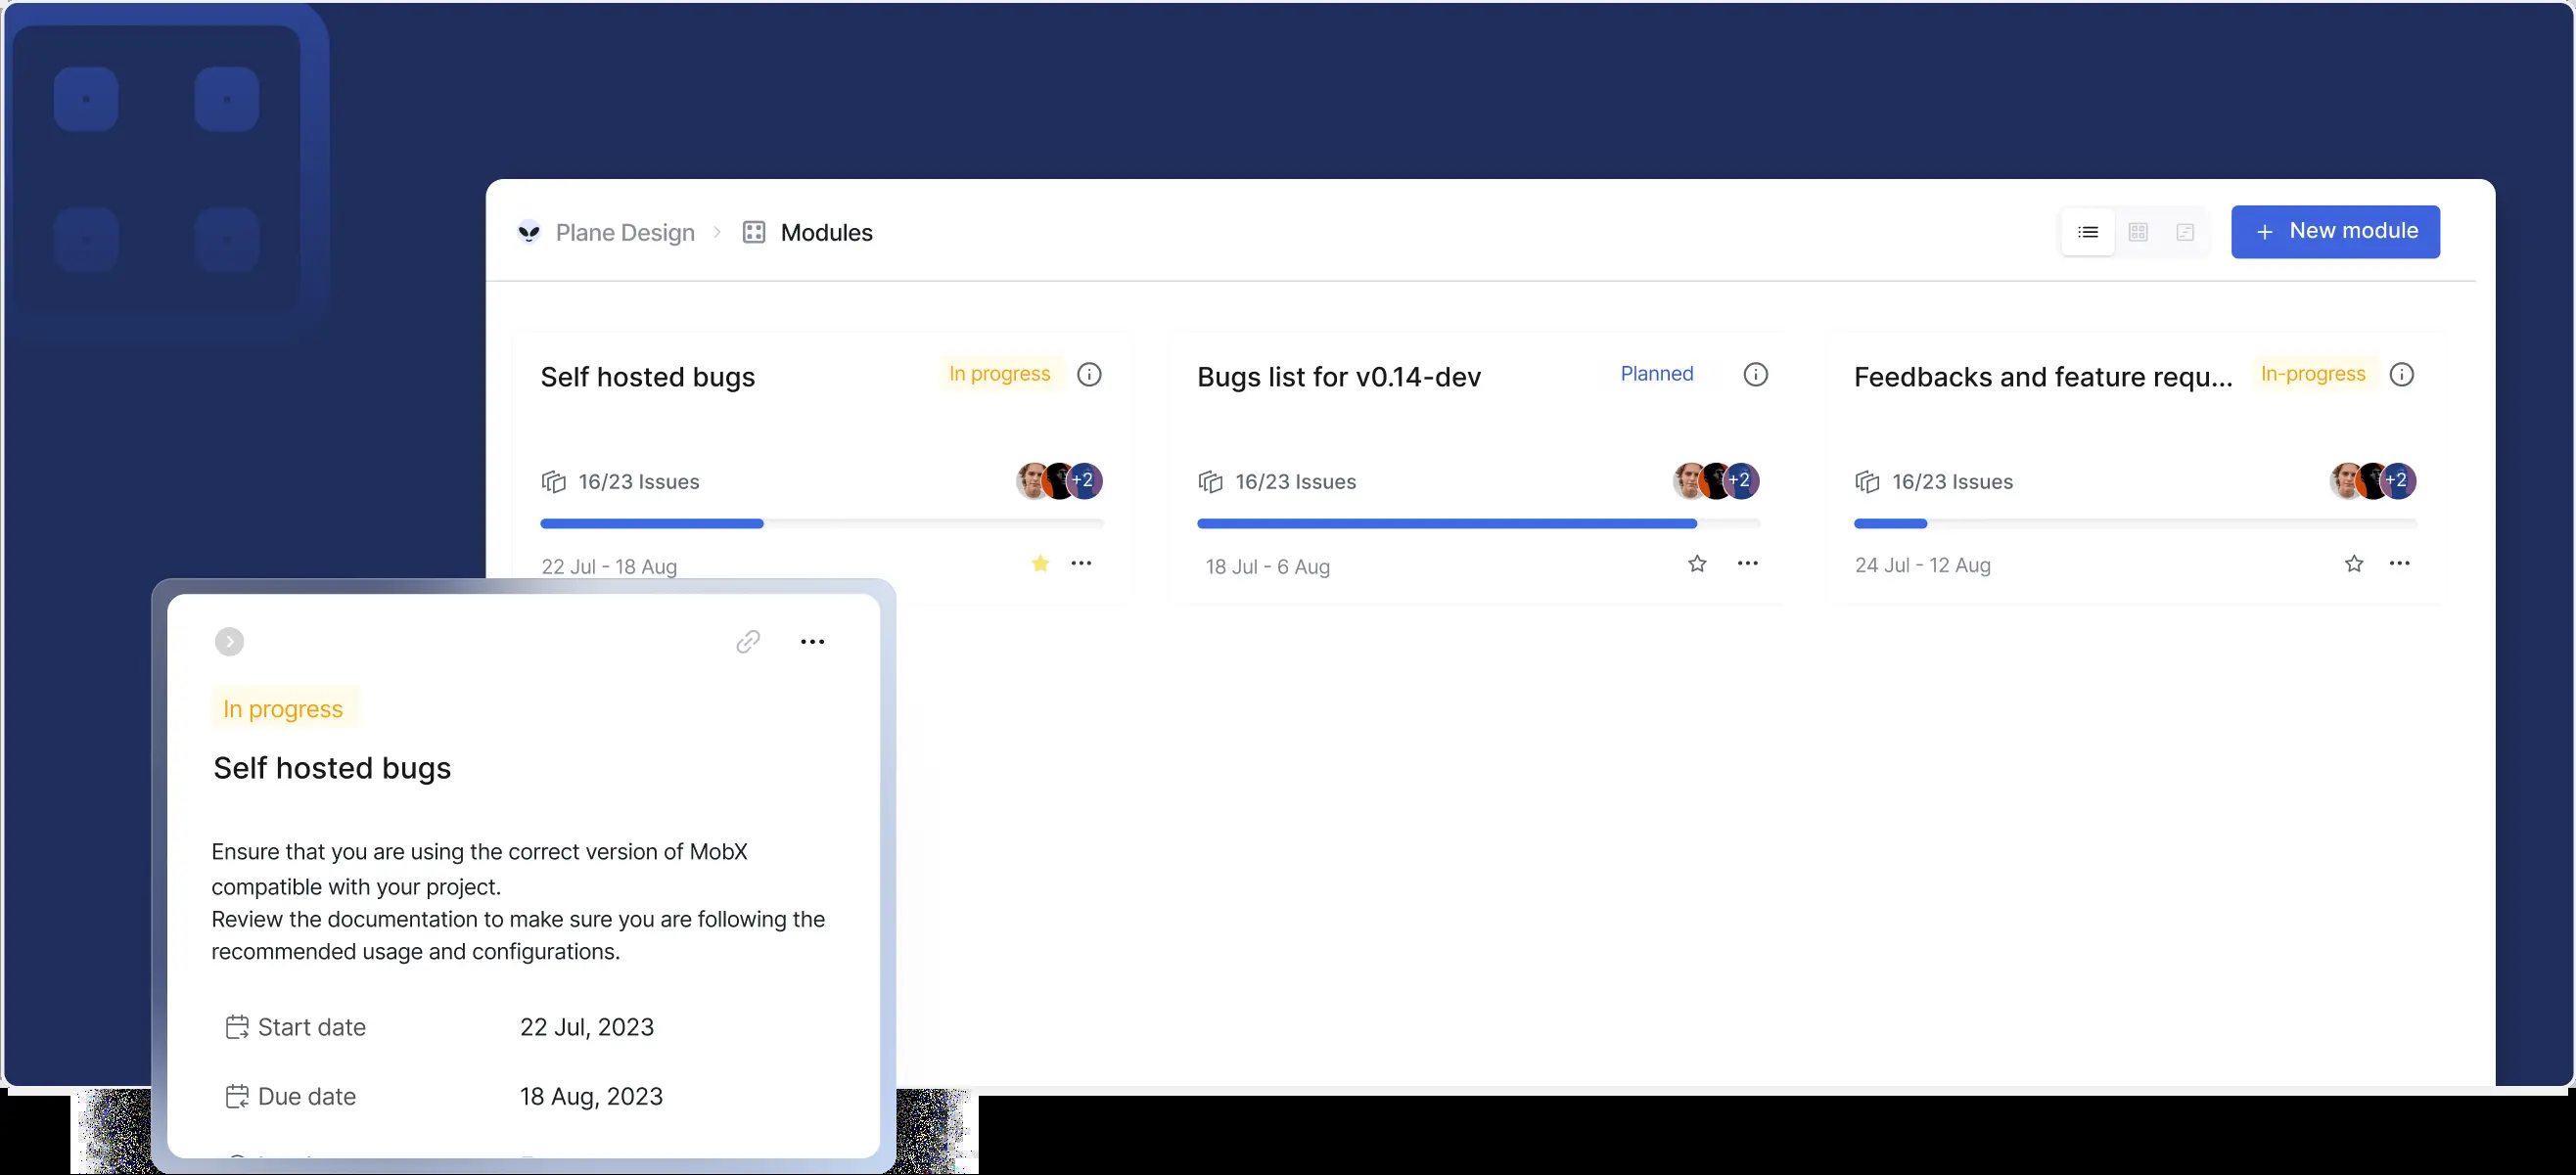 Plane Design
Modules
New module
Self hosted bugs
In progress
Bugs list for v0.14-dev
Planned
Feedbacks and feature requ...
In-progress
16/23 Issues
+2
16/23 Issues
+2
16/23 Issues
+2
22 Jul - 18 Aug
18 Jul - 6 Aug
24 Jul - 12 Aug
In progress
Self hosted bugs
Ensure that you are using the correct version of MobX
compatible with your project.
Review the documentation to make sure you are following the
recommended usage and configurations.
Start date
22 Jul, 2023
Due date
18 Aug, 2023